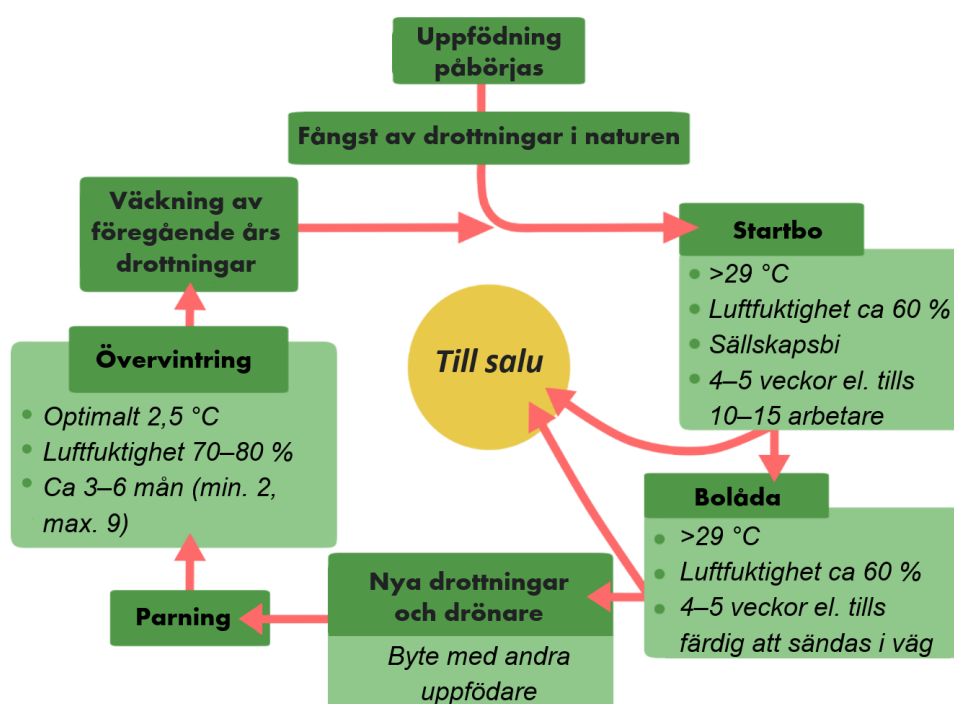 Uppfödning
påbörjas
Fångst av drottningar i naturen
Väckning av
föregående års
drottningar
Startbo
• >29 °C
• Luftfuktighet ca 60 %
• Sällskapsbi
• 4–5 veckor el. tills
10–15 arbetare
Till salu
Övervintring
• Optimalt 2,5 °C
• Luftfuktighet 70–80 %
• Ca 3–6 mån (min. 2,
max. 9)
Bolåda
• >29 °C
• Luftfuktighet ca 60 %
• 4–5 veckor el. tills
färdig att sändas i väg
Nya drottningar
och drönare
Byte med andra
uppfödare
Parning